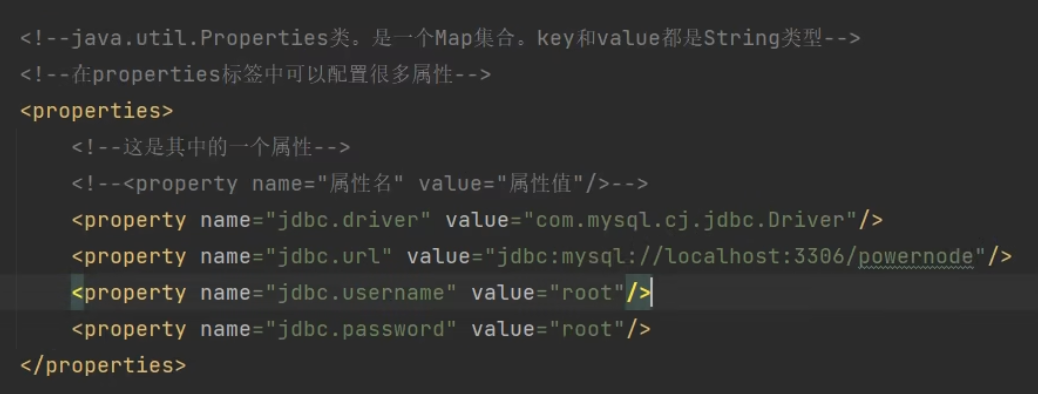 <!--java.util.Properties类。是一个Map集合。key和value都是String类型-->
<!--在properties标签中可以配置很多属性-->
<properties>
<!--这是其中的一个属性-->
<!--<property name="属性名" value="属性值"/>-->
<property name="jdbc.driver" value="com.mysql.cj.jdbc.Driver"/>
<property name="jdbc.url" value="jdbc:mysql://localhost:3306/powernode"/>
<property name="jdbc.username" value="root"/>
<property name="jdbc.password" value="root"/>
</properties>